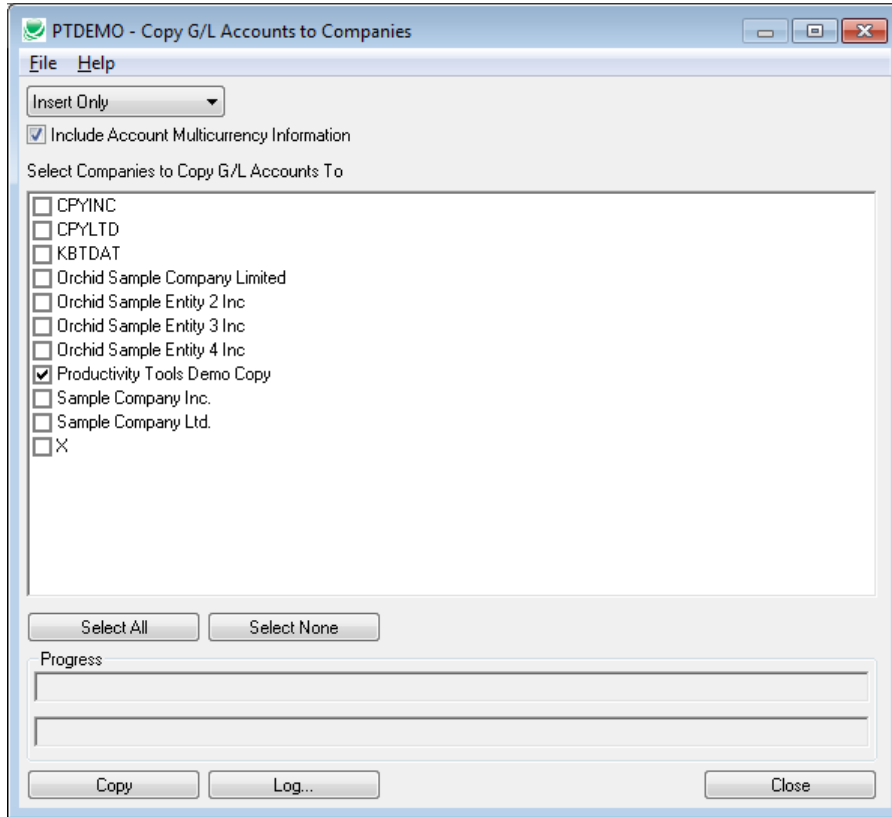 PTDEMO - Copy G/L Accounts to Companies
File Help
Insert Only
Include Account Multicurrency Information
Select Companies to Copy G/L Accounts To
CPYINC
CPYLTD
KBTDAT
Orchid Sample Company Limited
Orchid Sample Entity 2 Inc
Orchid Sample Entity 3 Inc
Orchid Sample Entity 4 Inc
Productivity Tools Demo Copy
Sample Company Inc.
Sample Company Ltd.
X
Select All Select None
Progress
Copy Log... Close